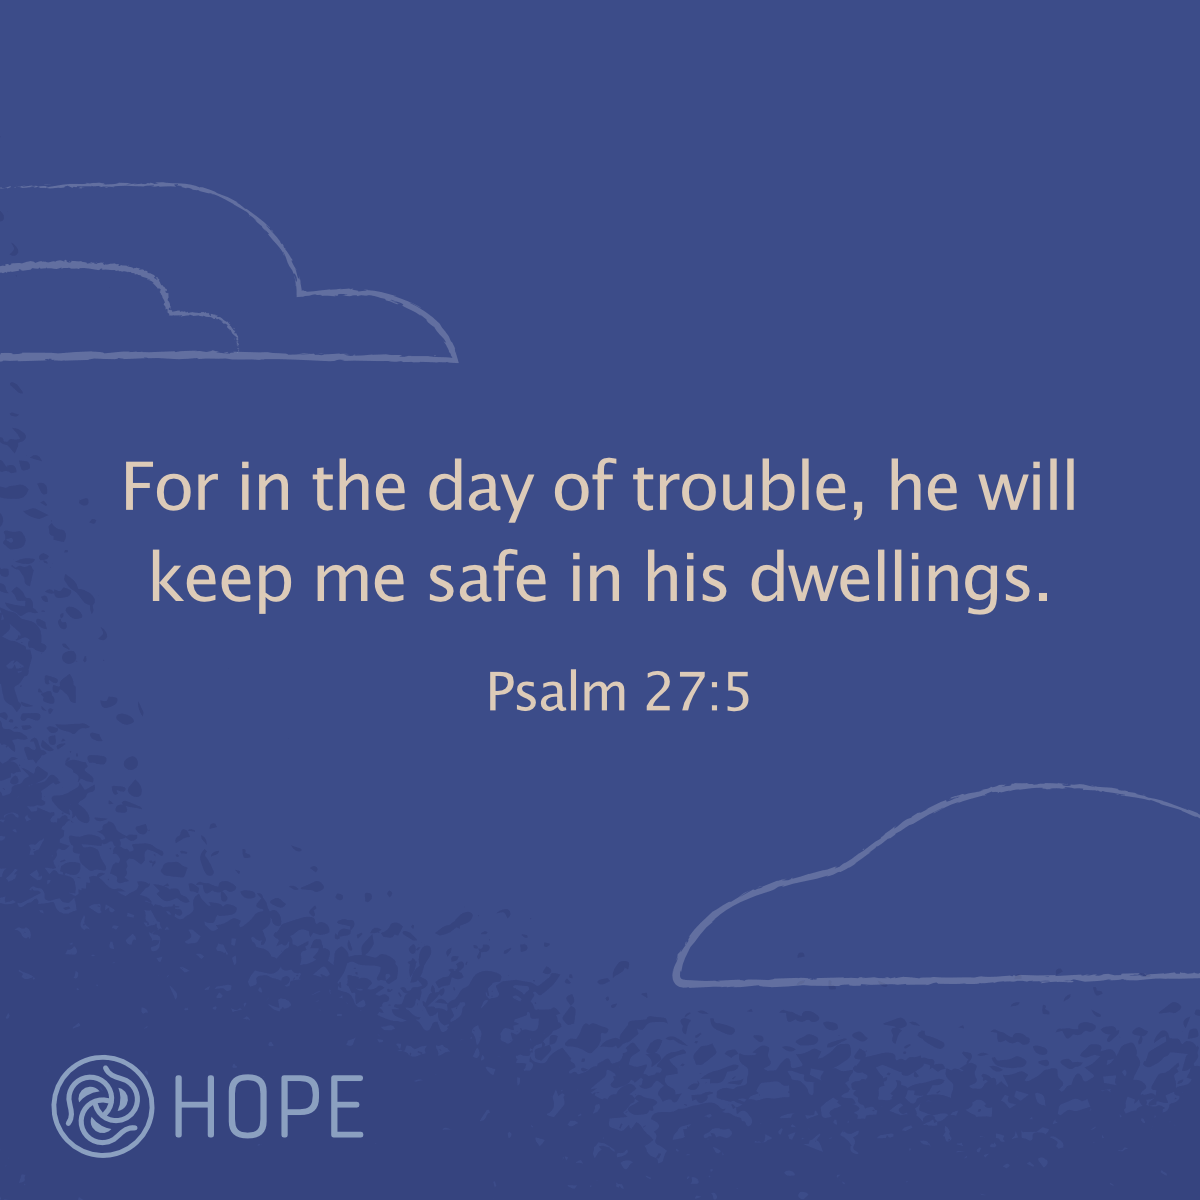 For in the day of trouble, he will
keep me safe in his dwellings.
Psalm 27:5
HOPE